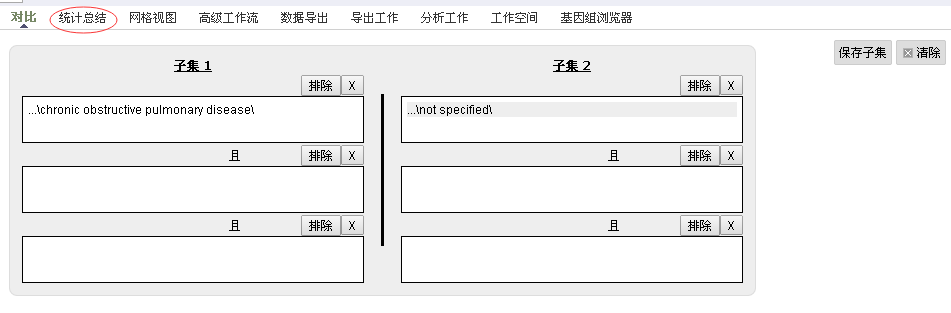 对比 统计总结 网格视图 高级工作流 数据导出 导出工作 分析工作 工作空间 基因组浏览器
保存子集 清除
子集 1 子集 2
排除 X 排除 X
...\chronic obstructive pulmonary disease\ ...\not specified\
且 排除 X 且 排除 X
且 排除 X 且 排除 X